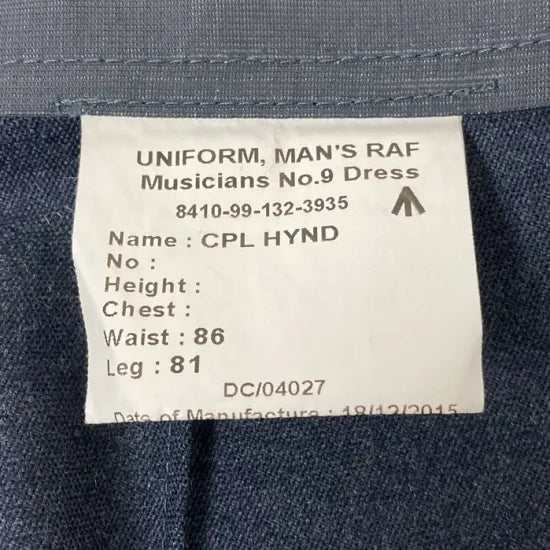 UNIFORM, MAN'S RAF
Musicians No.9 Dress
8410-99-132-3935
Name : CPL HYND
No :
Height :
Chest :
Waist : 86
Leg : 81
DC/04027
Date of Manufacture : 18/12/2015